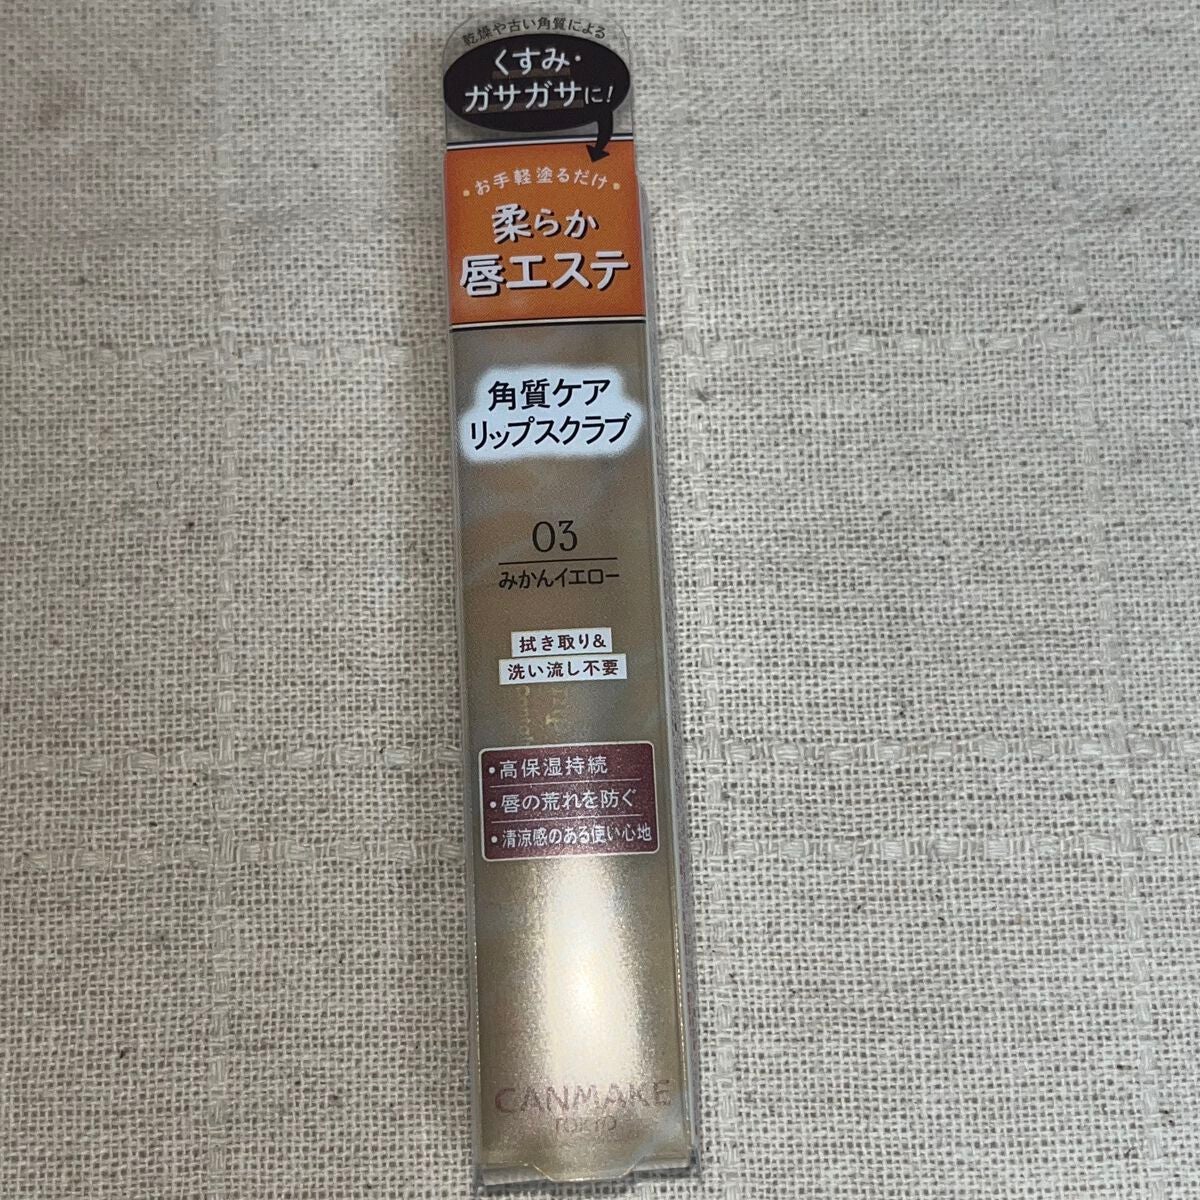 乾燥や古い角質による
くすみ・
ガサガサに!
・お手軽塗るだけ・
柔らか
唇エステ
角質ケア
リップスクラブ
03
みかんイエロー
拭き取り&
洗い流し不要
・高保湿持続
・唇の荒れを防ぐ
・清涼感のある使い心地
CANMAKE
TOKYO